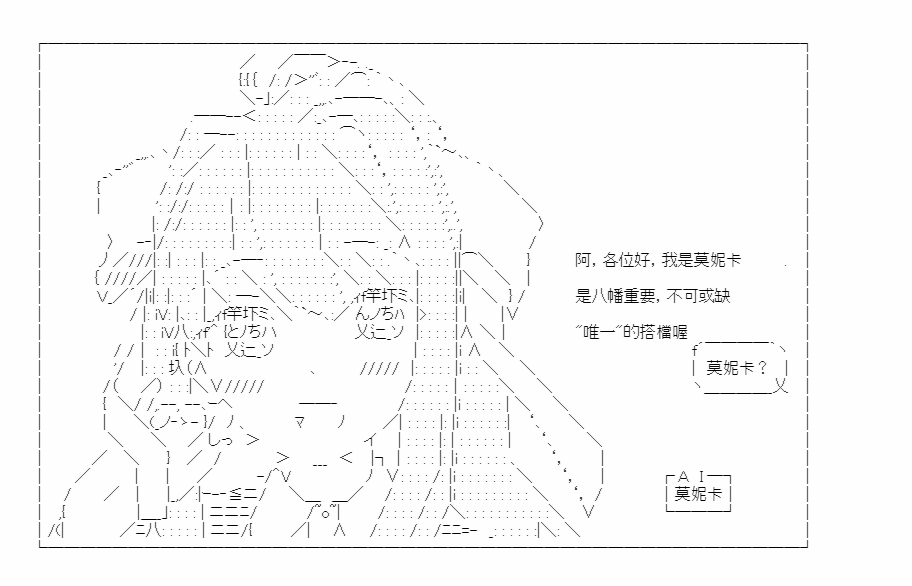 阿, 各位好, 我是莫妮卡　.
是八幡重要, 不可或缺
"唯一"的搭檔喔
莫妮卡？
ＡＩ
莫妮卡